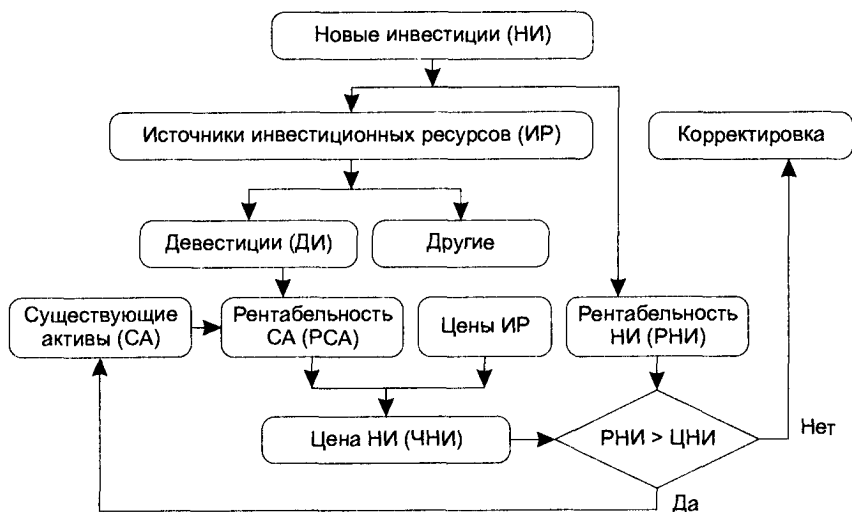 Новые инвестиции (НИ)
Источники инвестиционных ресурсов (ИР)
Корректировка
Девестиции (ДИ)
Другие
Существующие
активы (СА)
Рентабельность
СА (РСА)
Цены ИР
Рентабельность
НИ (РНИ)
Цена НИ (ЧНИ)
РНИ > ЦНИ
Нет
Да